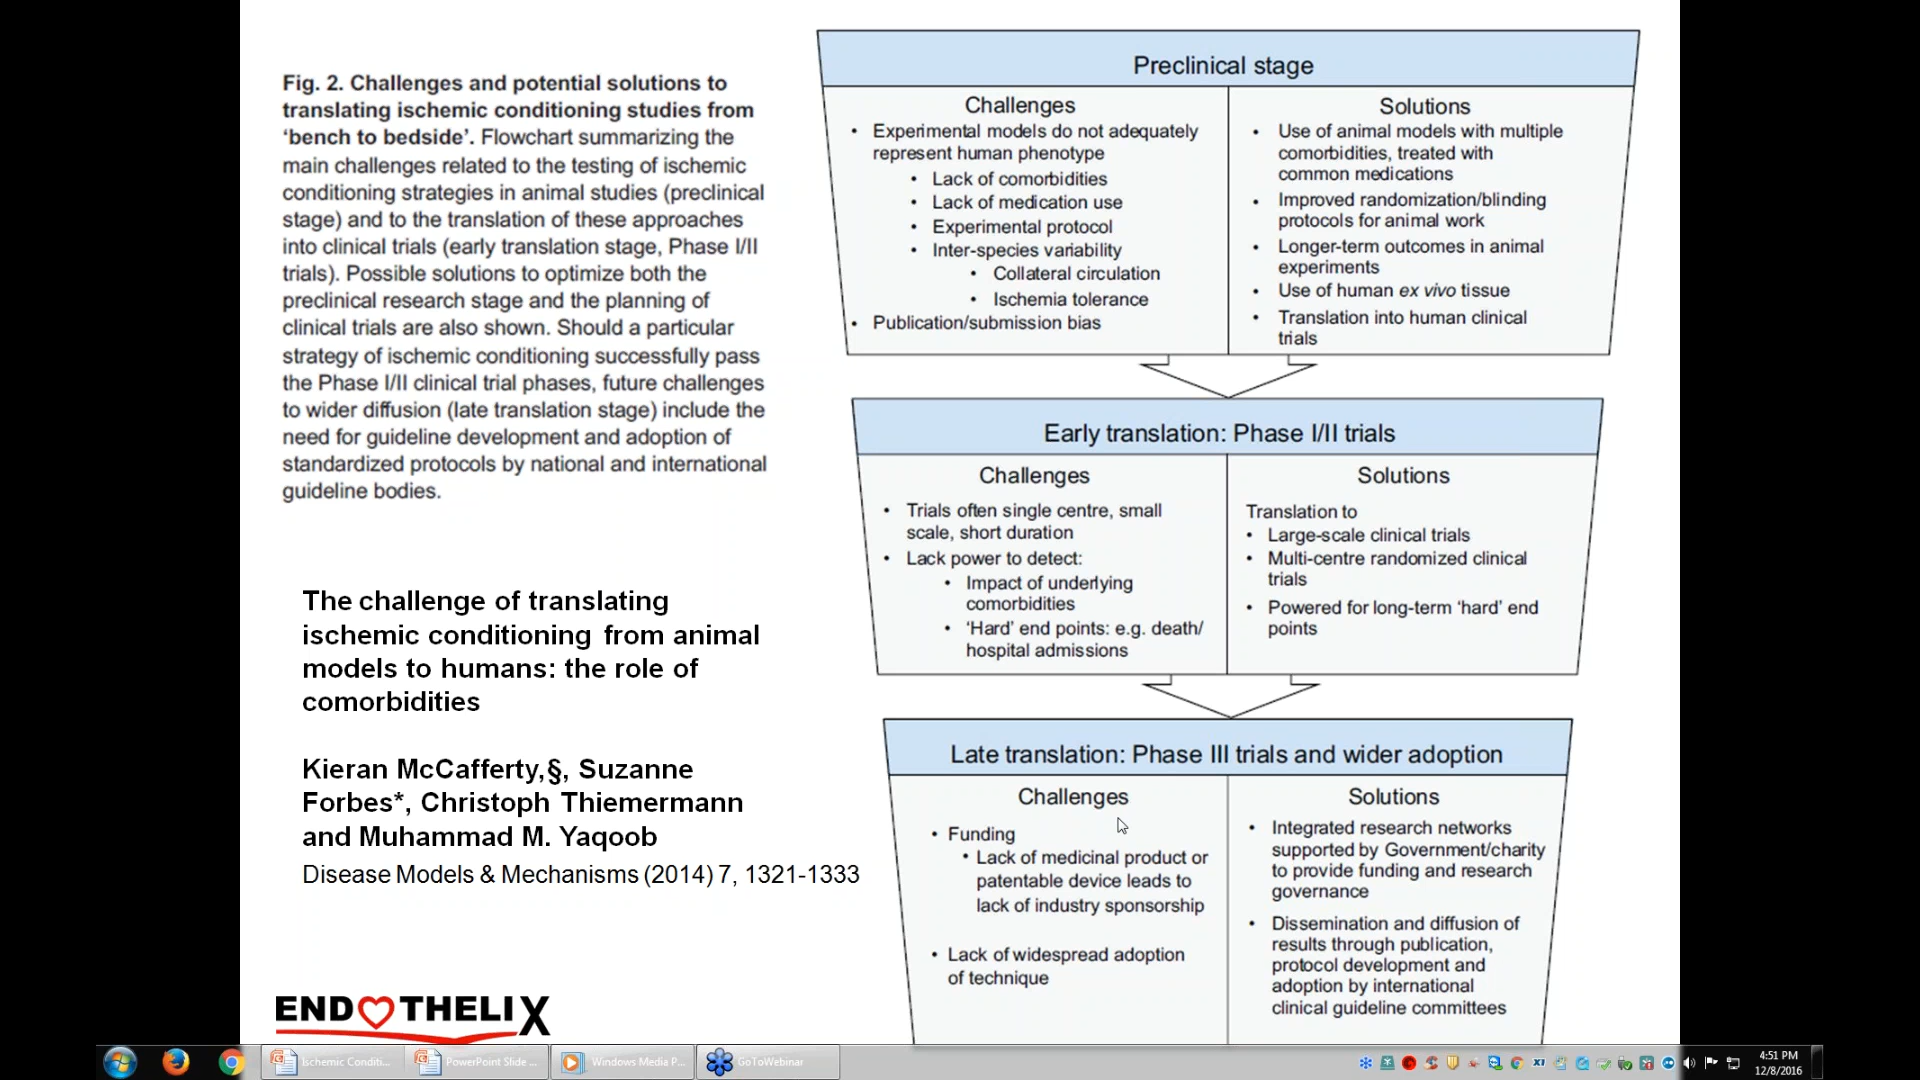 Fig. 2. Challenges and potential solutions to
translating ischemic conditioning studies from
‘bench to bedside’. Flowchart summarizing the
main challenges related to the testing of ischemic
conditioning strategies in animal studies (preclinical
stage) and to the translation of these approaches
into clinical trials (early translation stage, Phase I/II
trials). Possible solutions to optimize both the
preclinical research stage and the planning of
clinical trials are also shown. Should a particular
strategy of ischemic conditioning successfully pass
the Phase I/II clinical trial phases, future challenges
to wider diffusion (late translation stage) include the
need for guideline development and adoption of
standardized protocols by national and international
guideline bodies.
The challenge of translating
ischemic conditioning from animal
models to humans: the role of
comorbidities
Kieran McCafferty,§, Suzanne
Forbes*, Christoph Thiemermann
and Muhammad M. Yaqoob
Disease Models & Mechanisms (2014) 7, 1321-1333
ENDOTHELIX
Preclinical stage
Challenges
• Experimental models do not adequately
represent human phenotype
• Lack of comorbidities
• Lack of medication use
• Experimental protocol
• Inter-species variability
• Collateral circulation
• Ischemia tolerance
• Publication/submission bias
Solutions
• Use of animal models with multiple
comorbidities, treated with
common medications
• Improved randomization/blinding
protocols for animal work
• Longer-term outcomes in animal
experiments
• Use of human ex vivo tissue
• Translation into human clinical
trials
Early translation: Phase I/II trials
Challenges
• Trials often single centre, small
scale, short duration
• Lack power to detect:
• Impact of underlying
comorbidities
• ‘Hard’ end points: e.g. death/
hospital admissions
Solutions
Translation to
• Large-scale clinical trials
• Multi-centre randomized clinical
trials
• Powered for long-term ‘hard’ end
points
Late translation: Phase III trials and wider adoption
Challenges
• Funding
• Lack of medicinal product or
patentable device leads to
lack of industry sponsorship
• Lack of widespread adoption
of technique
Solutions
• Integrated research networks
supported by Government/charity
to provide funding and research
governance
• Dissemination and diffusion of
results through publication,
protocol development and
adoption by international
clinical guideline committees
Ischemic Conditi...
PowerPoint Slide ...
Windows Media P...
GoToWebinar
4:51 PM
12/8/2016